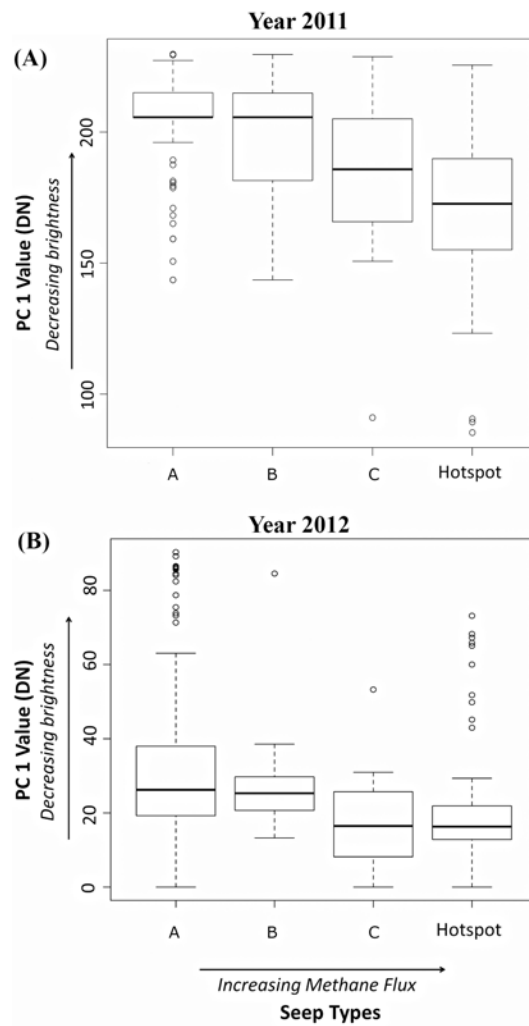 Year 2011
(A)
PC 1 Value (DN)
Decreasing brightness
200
150
100
A B C Hotspot
Year 2012
(B)
PC 1 Value (DN)
Decreasing brightness
80
60
40
20
0
A B C Hotspot
Increasing Methane Flux
Seep Types